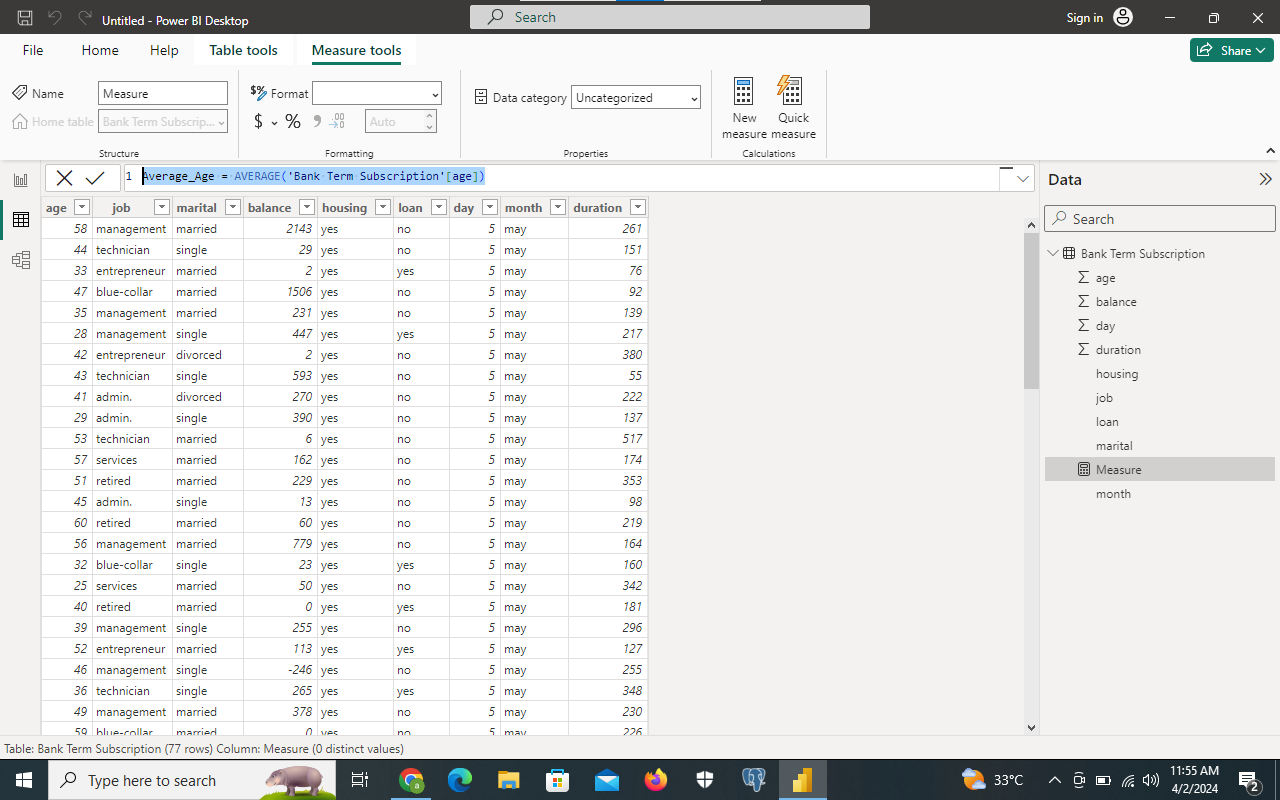 Untitled - Power BI Desktop
Search
Sign in
File
Home
Help
Table tools
Measure tools
Share
Name
Measure
Home table
Bank Term Subscrip...
Structure
$% Format
$ % 9 .00
Auto
Formatting
Data category
Uncategorized
Properties
New measure
Quick measure
Calculations
1 Average_Age = AVERAGE('Bank Term Subscription'[age])
age job marital balance housing loan day month duration
58 management married 2143 yes no 5 may 261
44 technician single 29 yes no 5 may 151
33 entrepreneur married 2 yes yes 5 may 76
47 blue-collar married 1506 yes no 5 may 92
35 management married 231 yes no 5 may 139
28 management single 447 yes yes 5 may 217
42 entrepreneur divorced 2 yes no 5 may 380
43 technician single 593 yes no 5 may 55
41 admin. divorced 270 yes no 5 may 222
29 admin. single 390 yes no 5 may 137
53 technician married 6 yes no 5 may 517
57 services married 162 yes no 5 may 174
51 retired married 229 yes no 5 may 353
45 admin. single 13 yes no 5 may 98
60 retired married 60 yes no 5 may 219
56 management married 779 yes no 5 may 164
32 blue-collar single 23 yes yes 5 may 160
25 services married 50 yes no 5 may 342
40 retired married 0 yes yes 5 may 181
39 management single 255 yes no 5 may 296
52 entrepreneur married 113 yes yes 5 may 127
46 management single -246 yes no 5 may 255
36 technician single 265 yes yes 5 may 348
49 management married 378 yes no 5 may 230
59 blue-collar married 0 yes no 5 may 226
Data
Search
Bank Term Subscription
age
balance
day
duration
housing
job
loan
marital
Measure
month
Table: Bank Term Subscription (77 rows) Column: Measure (0 distinct values)
Type here to search
33°C
11:55 AM
4/2/2024
2